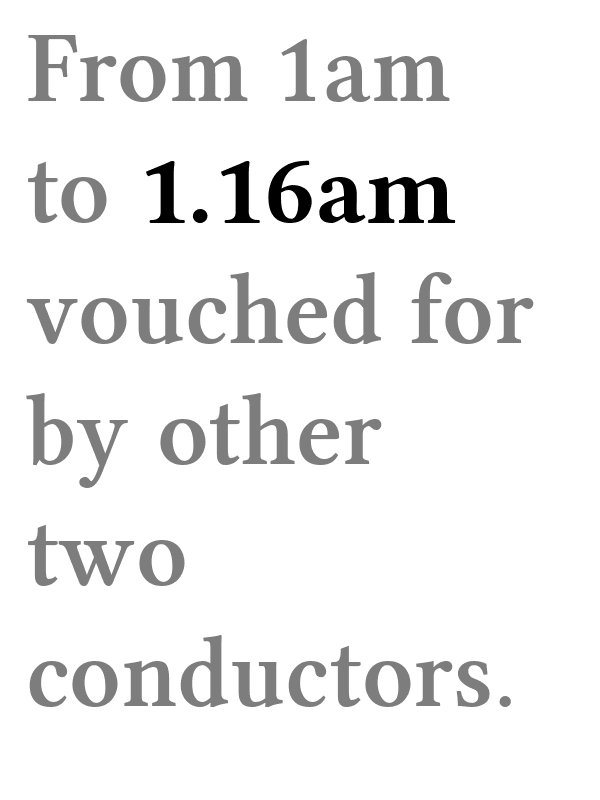 From 1am
to 1.16am
vouched for
by other
two
conductors.